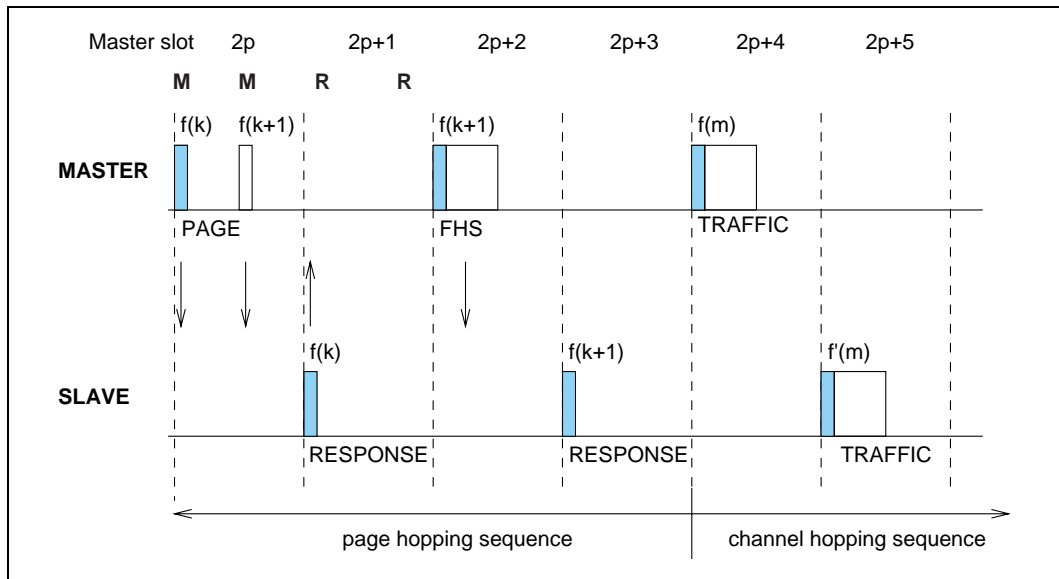 Master slot 2p 2p+1 2p+2 2p+3 2p+4 2p+5
M M R R
f(k) f(k+1) f(k+1) f(m)
MASTER
PAGE FHS TRAFFIC
f(k) f(k+1) f'(m)
SLAVE
RESPONSE RESPONSE TRAFFIC
page hopping sequence channel hopping sequence